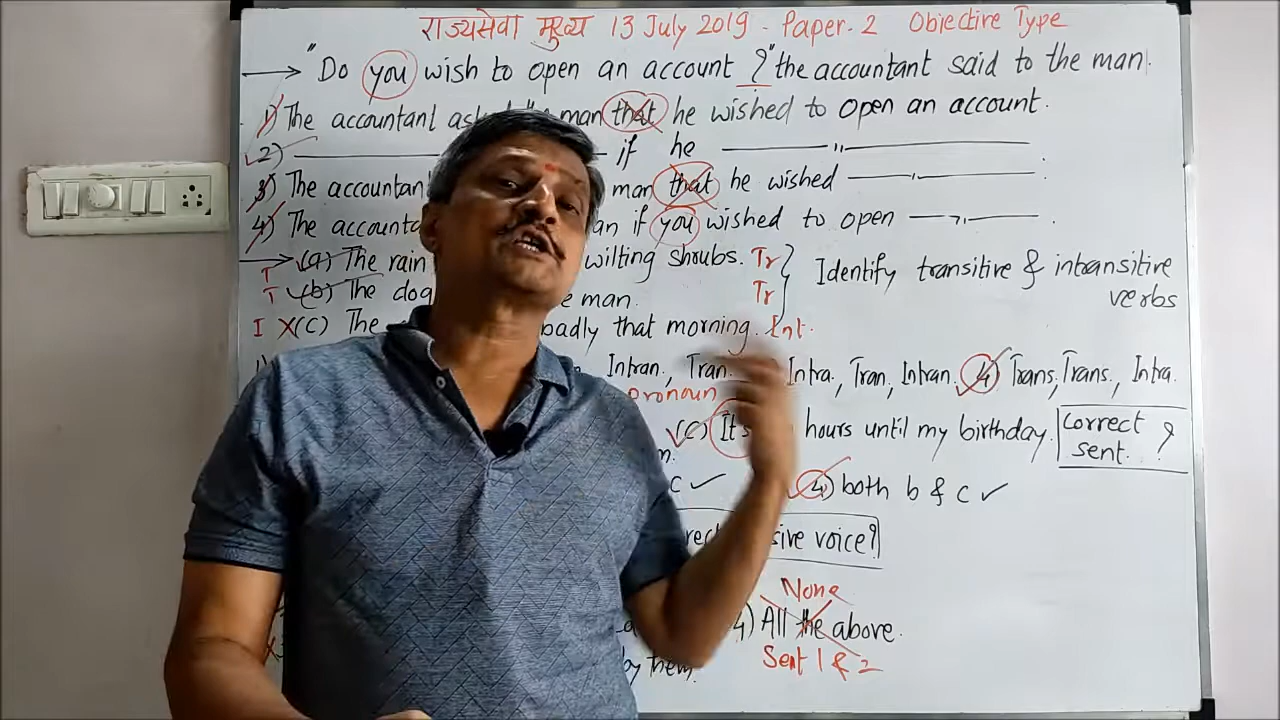 राज्यसेवा मुख्य 13 July 2019 - Paper. 2 Objective Type
"Do you wish to open an account ?" the accountant said to the man.
1) The accountant asked the man that he wished to open an account.
2) if he "
3) The accountant man that he wished "
4) The accountant if you wished to open "
T (a) The rain wilting shrubs. Tr
T (b) The dog man. Tr
Identify transitive & intransitive verbs
I X (c) The badly that morning. Int.
Intran., Tran. Intra., Tran, Intran. 4) Trans, Trans., Intra.
pronoun
(c) It's hours until my birthday.
Correct sent. ?
c ✓ 4) both b & c ✓
voice?
None
4) All the above.
Sent 1 & 2
by them.